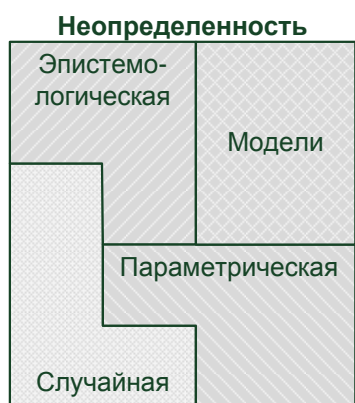 Неопределенность
Эпистемо-
логическая
Модели
Параметрическая
Случайная